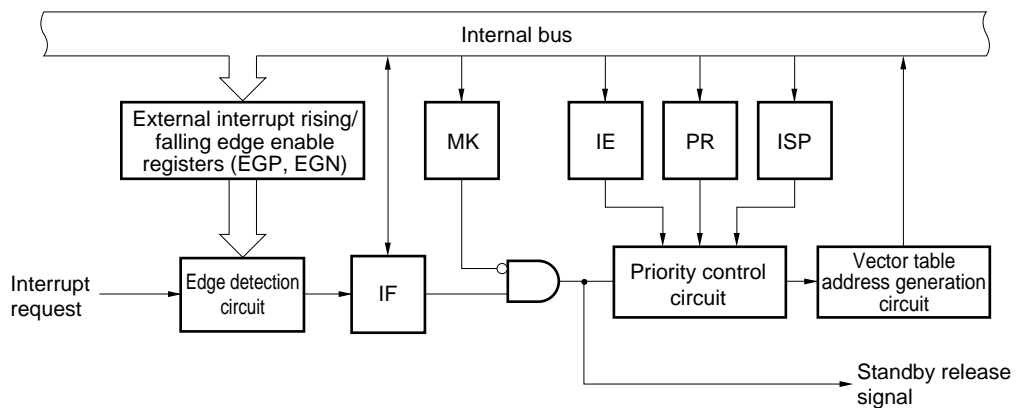 Internal bus
External interrupt rising/
falling edge enable
registers (EGP, EGN)
MK
IE
PR
ISP
Interrupt
request
Edge detection
circuit
IF
Priority control
circuit
Vector table
address generation
circuit
Standby release
signal